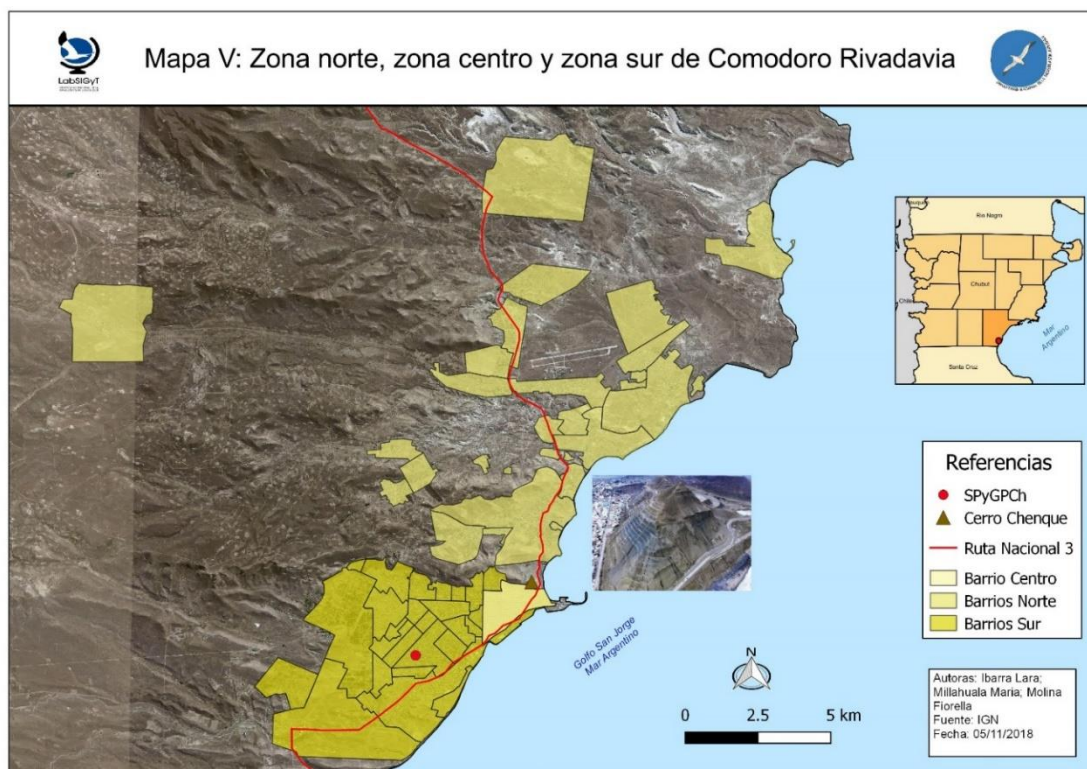 Mapa V: Zona norte, zona centro y zona sur de Comodoro Rivadavia
LabSIGyT
Rio Negro
Chubut
Mar
Argentino
Santa Cruz
Referencias
SPyGPCh
Cerro Chenque
Ruta Nacional 3
Barrio Centro
Barrios Norte
Barrios Sur
Golfo San Jorge
Mar Argentino
N
0 2.5 5 km
Autoras: Ibarra Lara;
Millahuala Maria; Molina
Fiorella
Fuente: IGN
Fecha: 05/11/2018